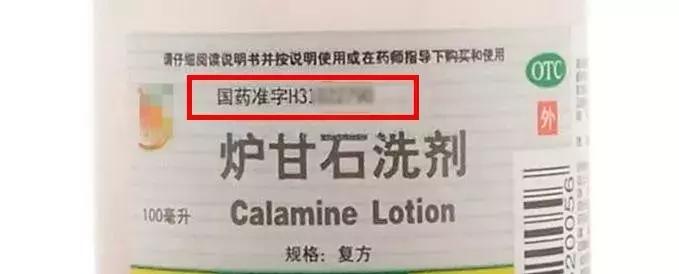 请仔细阅读说明书并按说明使用或在药师指导下购买和使用
OTC
国药准字H31
外
炉甘石洗剂
100毫升
Calamine Lotion
规格：复方
20056